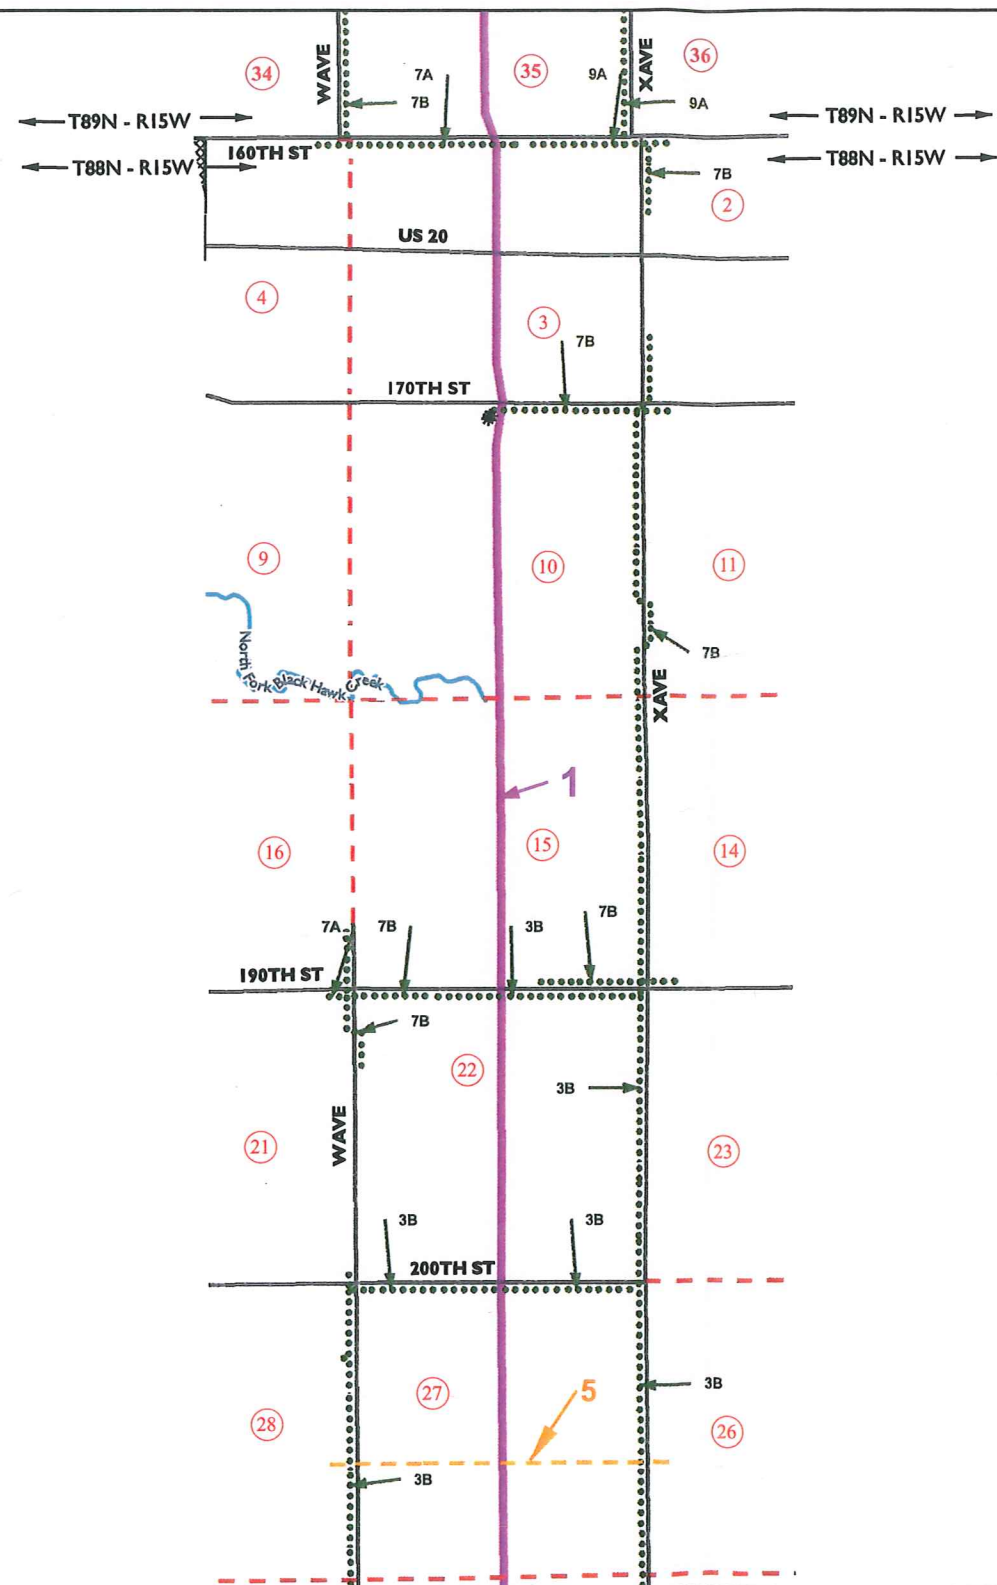 34
WAVE
7A
7B
35
9A
XAVE
36
9A
T89N - R15W
T89N - R15W
160TH ST
T88N - R15W
T88N - R15W
7B
2
US 20
4
3
7B
170TH ST
9
10
11
North Fork Black Hawk Creek
7B
XAVE
1
16
15
14
7A
7B
3B
7B
190TH ST
7B
22
3B
WAVE
21
23
3B
3B
200TH ST
27
5
3B
28
26
3B